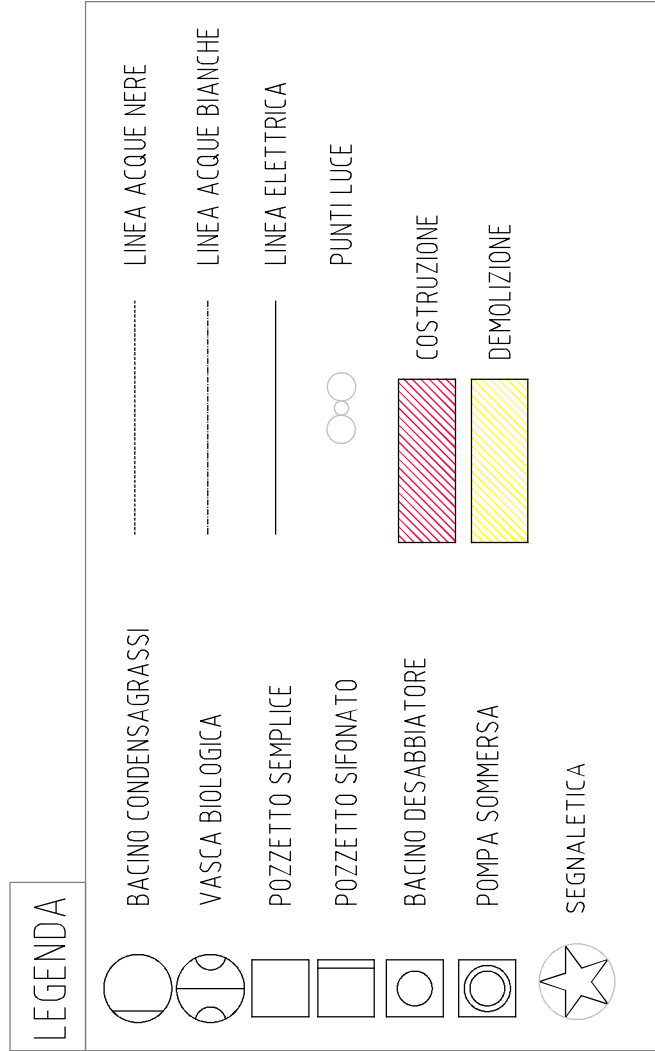 LEGENDA
BACINO CONDENSAGRASSI
VASCA BIOLOGICA
POZZETTO SEMPLICE
POZZETTO SIFONATO
BACINO DESABBIATORE
POMPA SOMMERSA
SEGNALETICA
LINEA ACQUE NERE
LINEA ACQUE BIANCHE
LINEA ELETTRICA
PUNTI LUCE
COSTRUZIONE
DEMOLIZIONE